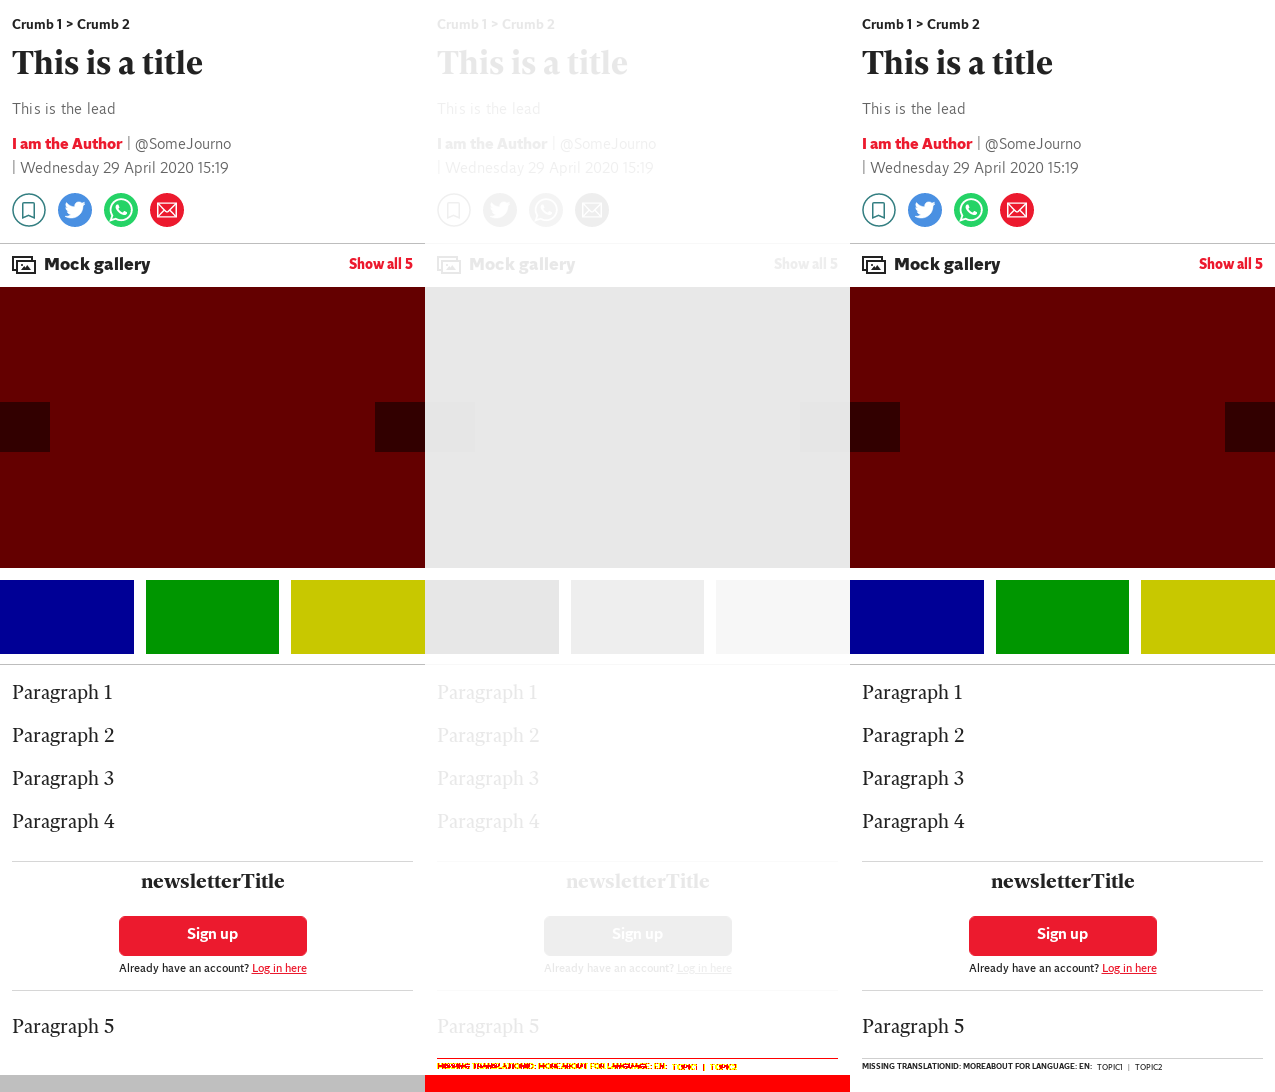 Crumb 1 > Crumb 2
This is a title
This is the lead
I am the Author | @SomeJourno
| Wednesday 29 April 2020 15:19
Mock gallery
Show all 5
Paragraph 1
Paragraph 2
Paragraph 3
Paragraph 4
newsletterTitle
Sign up
Already have an account? Log in here
Paragraph 5
Crumb 1 > Crumb 2
This is a title
This is the lead
I am the Author | @SomeJourno
| Wednesday 29 April 2020 15:19
Mock gallery
Show all 5
Paragraph 1
Paragraph 2
Paragraph 3
Paragraph 4
newsletterTitle
Sign up
Already have an account? Log in here
Paragraph 5
MISSING TRANSLATIONID: MOREABOUT FOR LANGUAGE: EN: TOPIC1 | TOPIC2
Crumb 1 > Crumb 2
This is a title
This is the lead
I am the Author | @SomeJourno
| Wednesday 29 April 2020 15:19
Mock gallery
Show all 5
Paragraph 1
Paragraph 2
Paragraph 3
Paragraph 4
newsletterTitle
Sign up
Already have an account? Log in here
Paragraph 5
MISSING TRANSLATIONID: MOREABOUT FOR LANGUAGE: EN: TOPIC1 | TOPIC2